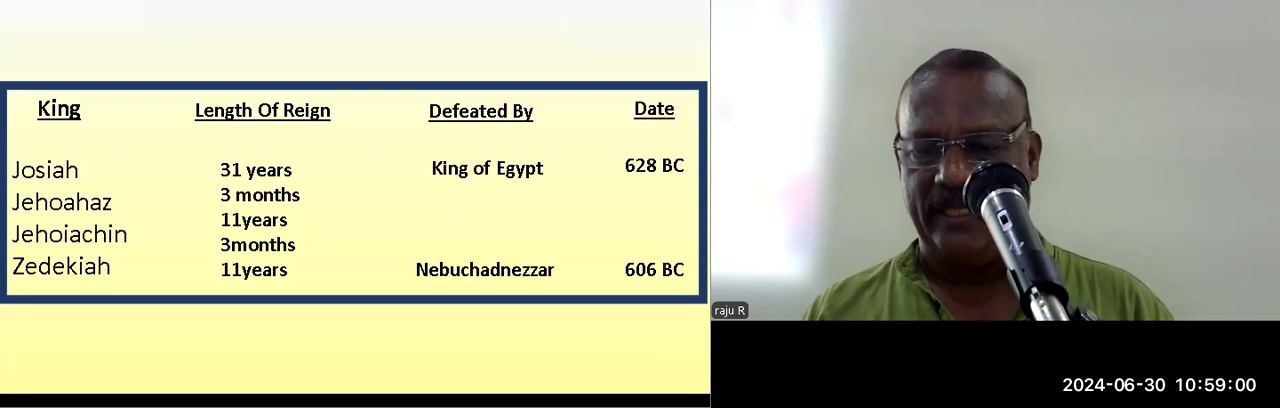 King Length Of Reign Defeated By Date
Josiah 31 years King of Egypt 628 BC
Jehoahaz 3 months
Jehoiachin 11years
3months
Zedekiah 11years Nebuchadnezzar 606 BC
raju R
2024-06-30 10:59:00